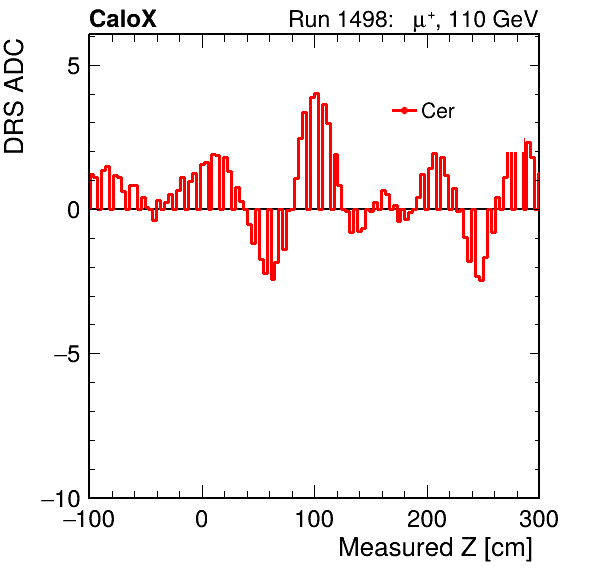 CaloX Run 1498: μ⁺, 110 GeV
DRS ADC
Cer
5
0
−5
−10
−100 0 100 200 300
Measured Z [cm]